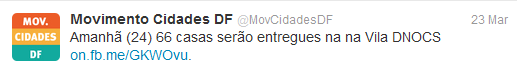 MOV.
CIDADES
DF
Movimento Cidades DF @MovCidadesDF 23 Mar
Amanhã (24) 66 casas serão entregues na na Vila DNOCS
on.fb.me/GKWOvu.